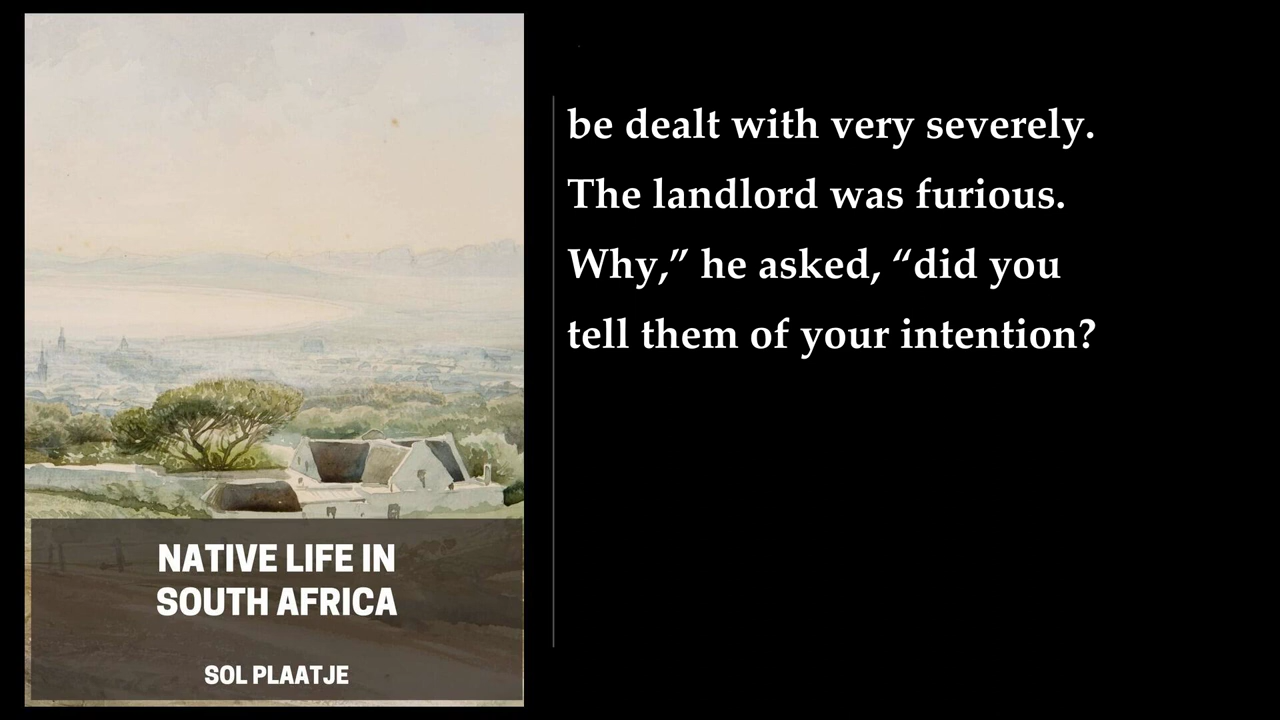 NATIVE LIFE IN
SOUTH AFRICA
SOL PLAATJE
be dealt with very severely.
The landlord was furious.
Why,” he asked, “did you
tell them of your intention?